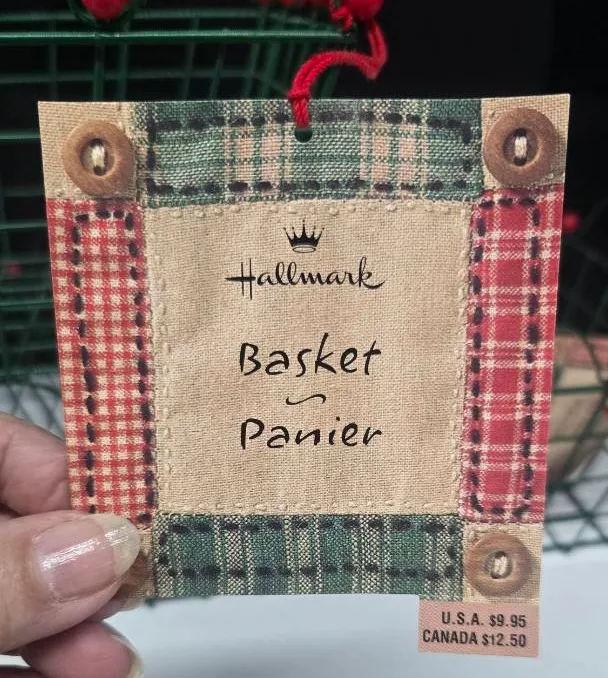 Hallmark
Basket
~
Panier
U.S.A. $9.95
CANADA $12.50